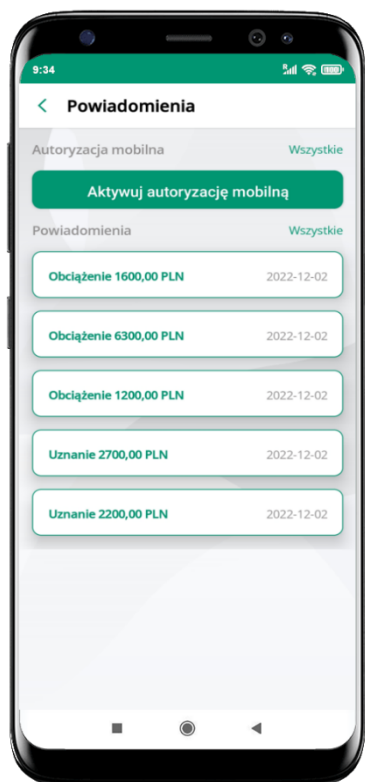 9:34
Powiadomienia
Autoryzacja mobilna Wszystkie
Aktywuj autoryzację mobilną
Powiadomienia Wszystkie
Obciążenie 1600,00 PLN 2022-12-02
Obciążenie 6300,00 PLN 2022-12-02
Obciążenie 1200,00 PLN 2022-12-02
Uznanie 2700,00 PLN 2022-12-02
Uznanie 2200,00 PLN 2022-12-02